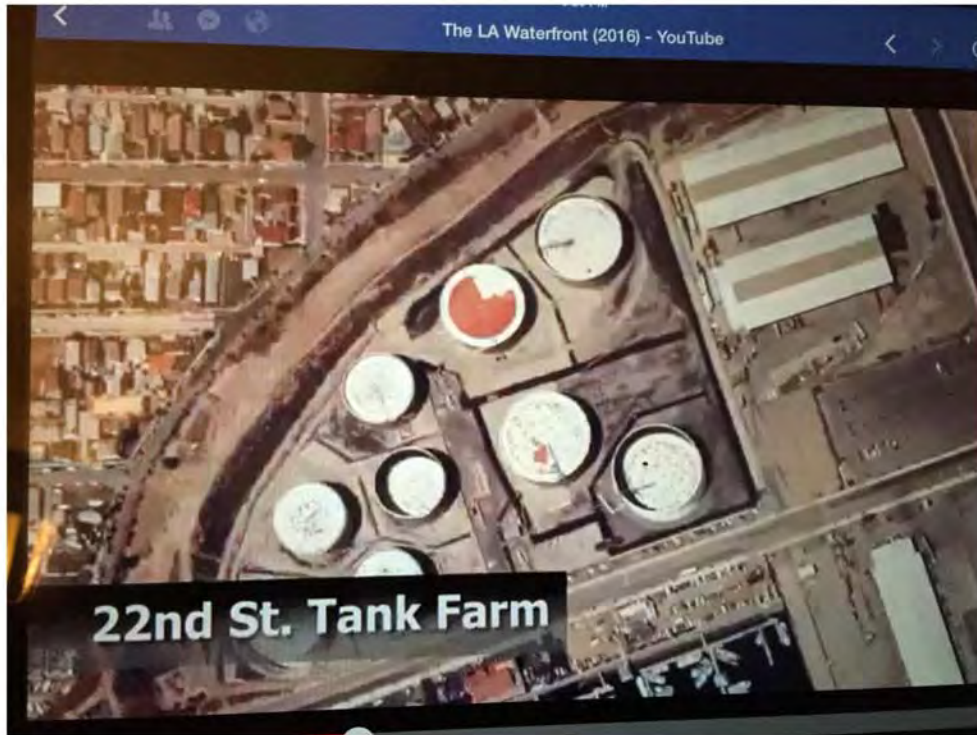 The LA Waterfront (2016) - YouTube
22nd St. Tank Farm